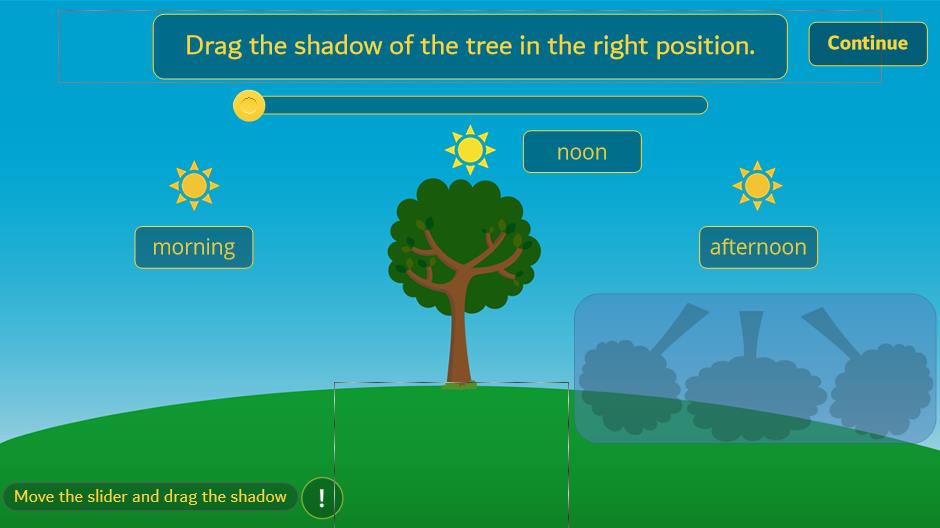 Drag the shadow of the tree in the right position.
Continue
noon
morning
afternoon
Move the slider and drag the shadow
!